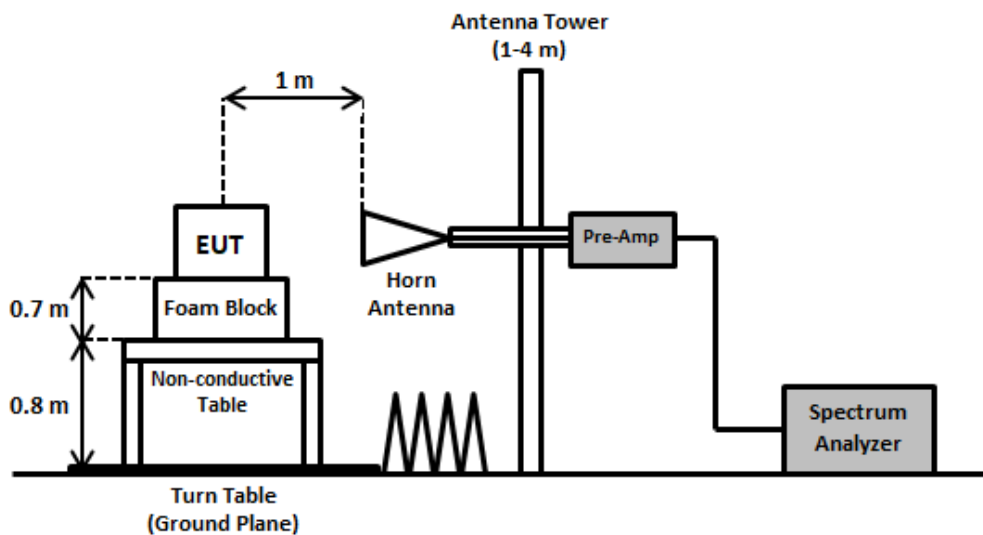 Antenna Tower
(1-4 m)
1 m
EUT
Pre-Amp
Horn
Antenna
0.7 m
Foam Block
Non-conductive
Table
0.8 m
Spectrum
Analyzer
Turn Table
(Ground Plane)